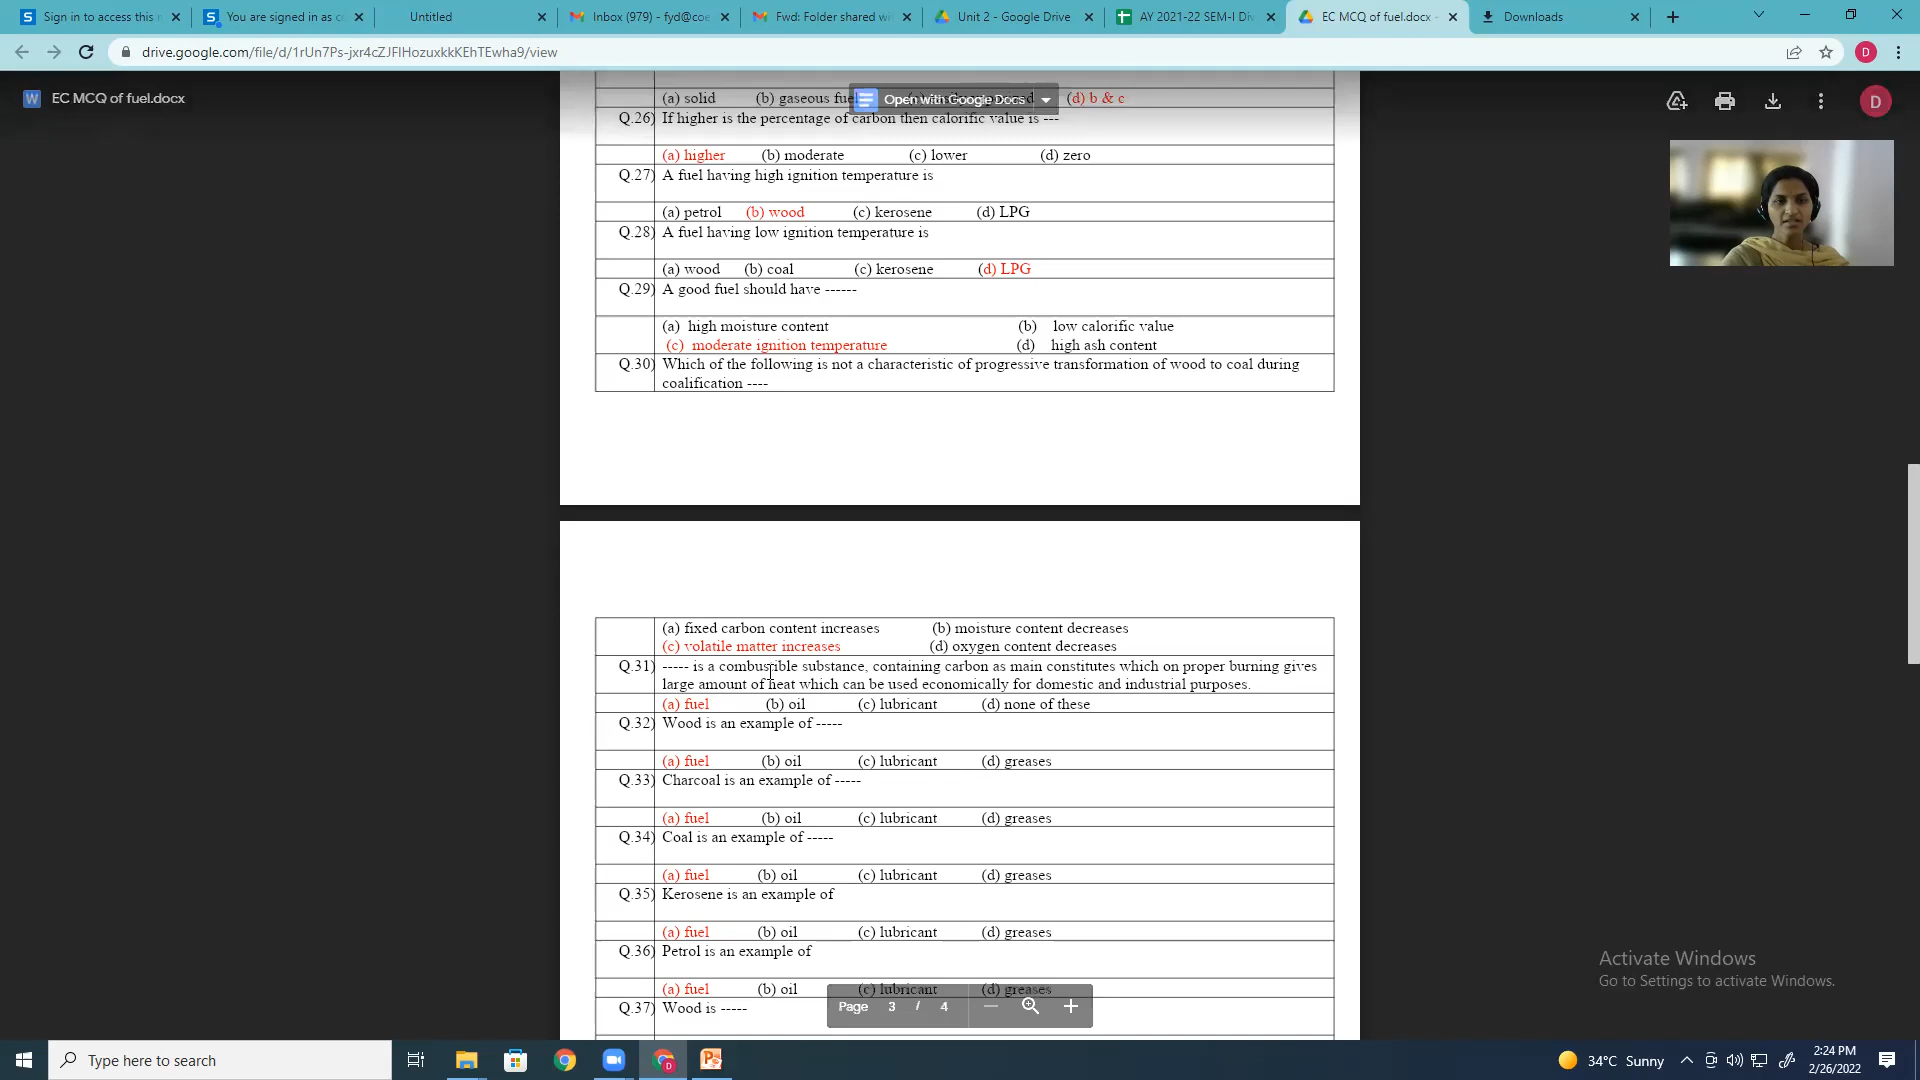 Sign in to access this
You are signed in as c
Untitled
Inbox (979) - fyd@coe
Fwd: Folder shared wi
Unit 2 - Google Drive
AY 2021-22 SEM-I Div
EC MCQ of fuel.docx -
Downloads
drive.google.com/file/d/1rUn7Ps-jxr4cZJFlHozuxkkKEhTEwha9/view
D
EC MCQ of fuel.docx
Open with Google Docs
D
(a) solid (b) gaseous fuel (d) b & c
Q.26) If higher is the percentage of carbon then calorific value is ---
(a) higher (b) moderate (c) lower (d) zero
Q.27) A fuel having high ignition temperature is
(a) petrol (b) wood (c) kerosene (d) LPG
Q.28) A fuel having low ignition temperature is
(a) wood (b) coal (c) kerosene (d) LPG
Q.29) A good fuel should have ------
(a) high moisture content (b) low calorific value
(c) moderate ignition temperature (d) high ash content
Q.30) Which of the following is not a characteristic of progressive transformation of wood to coal during
coalification ----
(a) fixed carbon content increases (b) moisture content decreases
(c) volatile matter increases (d) oxygen content decreases
Q.31) ----- is a combustible substance, containing carbon as main constitutes which on proper burning gives
large amount of heat which can be used economically for domestic and industrial purposes.
(a) fuel (b) oil (c) lubricant (d) none of these
Q.32) Wood is an example of -----
(a) fuel (b) oil (c) lubricant (d) greases
Q.33) Charcoal is an example of -----
(a) fuel (b) oil (c) lubricant (d) greases
Q.34) Coal is an example of -----
(a) fuel (b) oil (c) lubricant (d) greases
Q.35) Kerosene is an example of
(a) fuel (b) oil (c) lubricant (d) greases
Q.36) Petrol is an example of
(a) fuel (b) oil (c) lubricant (d) greases
Q.37) Wood is -----
Page 3 / 4
Activate Windows
Go to Settings to activate Windows.
Type here to search
34°C Sunny
2:24 PM
2/26/2022